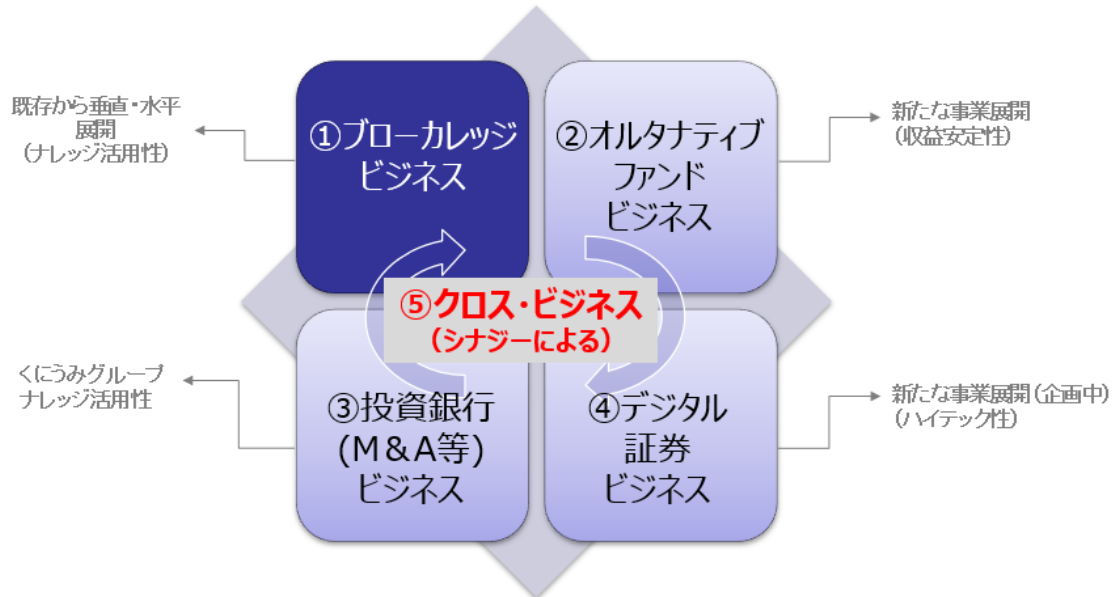 既存から垂直・水平
展開
(ナレッジ活用性)
①ブローカレッジ
ビジネス
②オルタナティブ
ファンド
ビジネス
新たな事業展開
(収益安定性)
⑤クロス・ビジネス
(シナジーによる)
くにうみグループ
ナレッジ活用性
③投資銀行
(M&A等)
ビジネス
④デジタル
証券
ビジネス
新たな事業展開(企画中)
(ハイテック性)